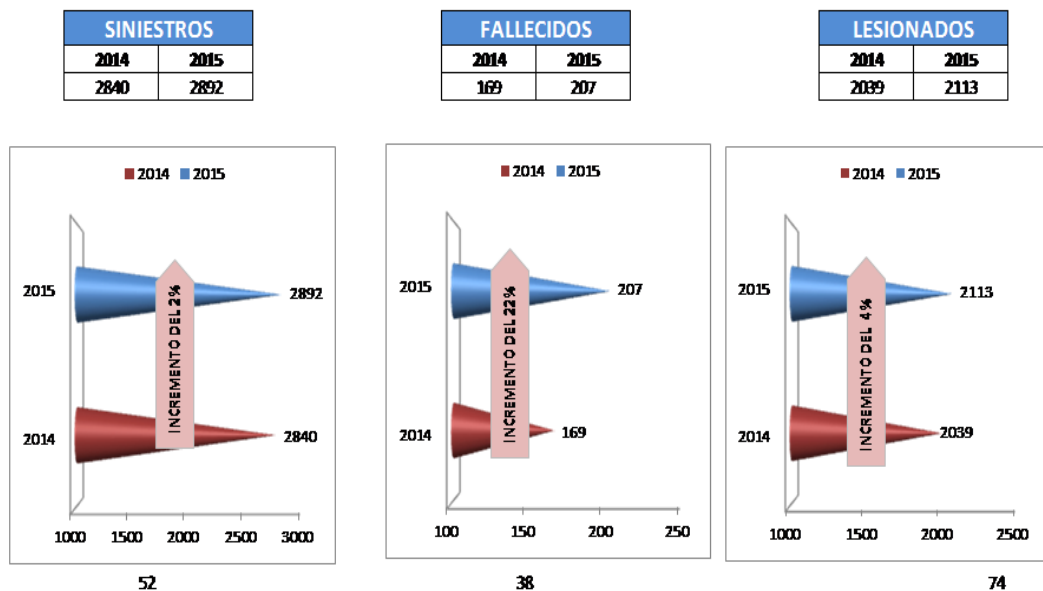 SINIESTROS
2014 2015
2840 2892
FALLECIDOS
2014 2015
169 207
LESIONADOS
2014 2015
2039 2113
2014 2015
2015
2892
INCREMENTO DEL 2%
2014
2840
1000 1500 2000 2500 3000
52
2014 2015
2015
207
INCREMENTO DEL 22%
2014
169
100 150 200 250
38
2014 2015
2015
2113
INCREMENTO DEL 4%
2014
2039
1000 1500 2000 2500
74